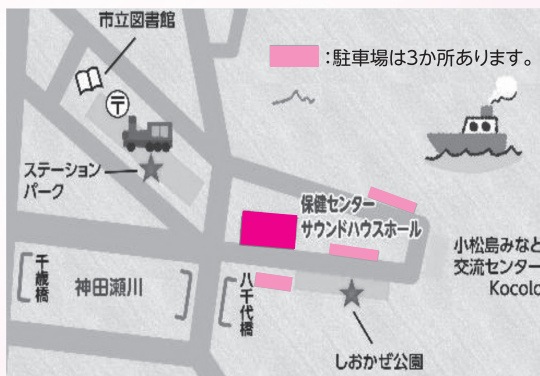 市立図書館
:駐車場は3か所あります。
〒
ステーション
パーク
保健センター
サウンドハウスホール
小松島みなと
交流センター
Kocolo
千歳橋
神田瀬川
八千代橋
しおかぜ公園